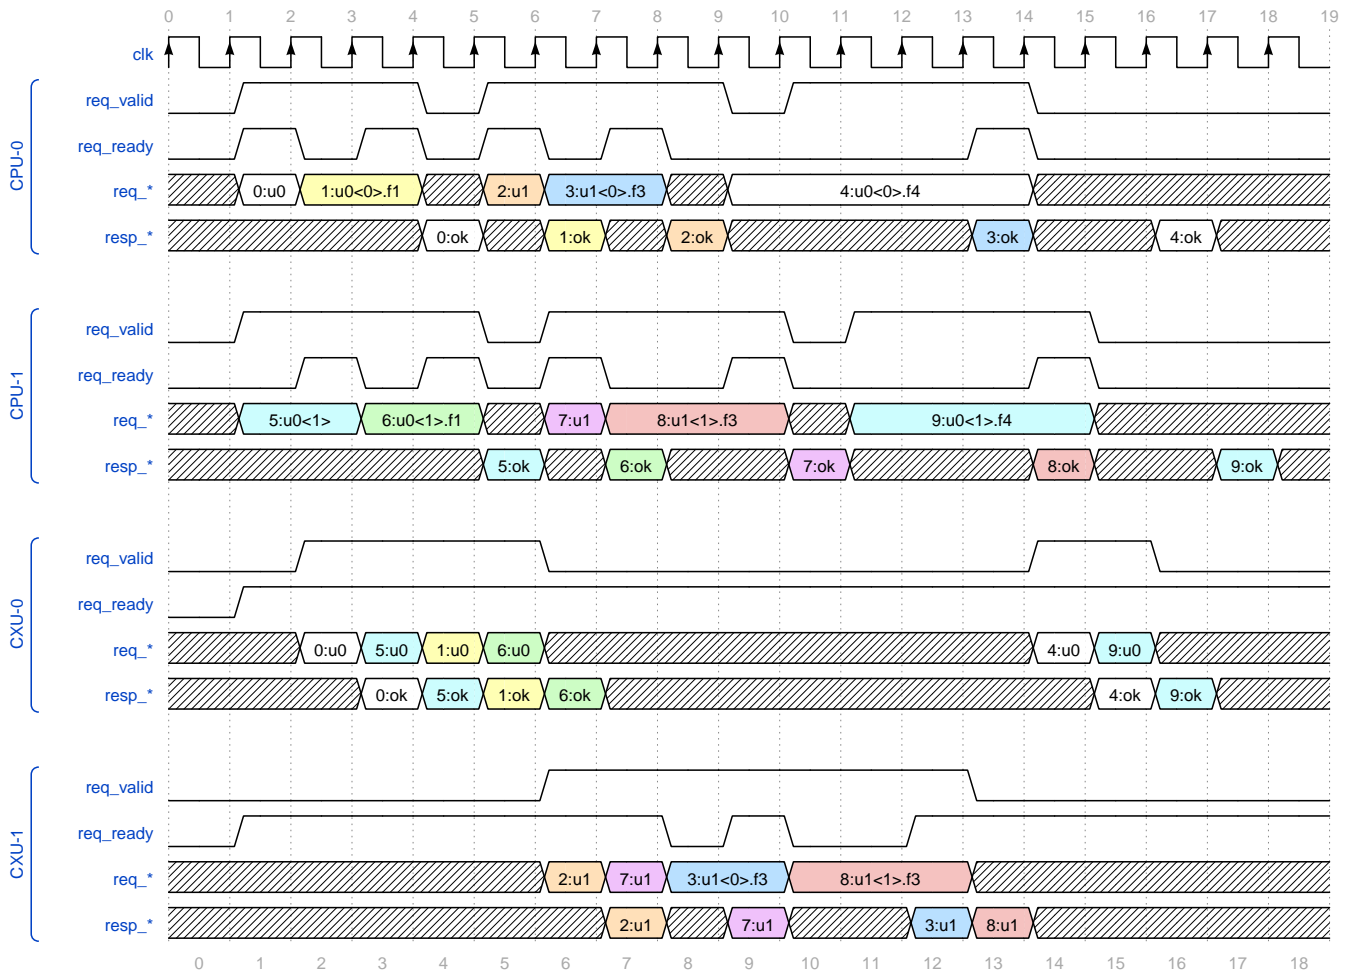 0 1 2 3 4 5 6 7 8 9 10 11 12 13 14 15 16 17 18 19
clk
CPU-0
req_valid
req_ready
req_* 0:u0 1:u0<0>.f1 2:u1 3:u1<0>.f3 4:u0<0>.f4
resp_* 0:ok 1:ok 2:ok 3:ok 4:ok
CPU-1
req_valid
req_ready
req_* 5:u0<1> 6:u0<1>.f1 7:u1 8:u1<1>.f3 9:u0<1>.f4
resp_* 5:ok 6:ok 7:ok 8:ok 9:ok
CXU-0
req_valid
req_ready
req_* 0:u0 5:u0 1:u0 6:u0 4:u0 9:u0
resp_* 0:ok 5:ok 1:ok 6:ok 4:ok 9:ok
CXU-1
req_valid
req_ready
req_* 2:u1 7:u1 3:u1<0>.f3 8:u1<1>.f3
resp_* 2:u1 7:u1 3:u1 8:u1
0 1 2 3 4 5 6 7 8 9 10 11 12 13 14 15 16 17 18